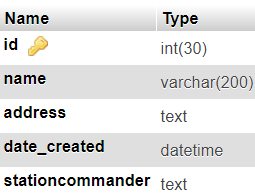 Name Type
id int(30)
name varchar(200)
address text
date_created datetime
stationcommander text